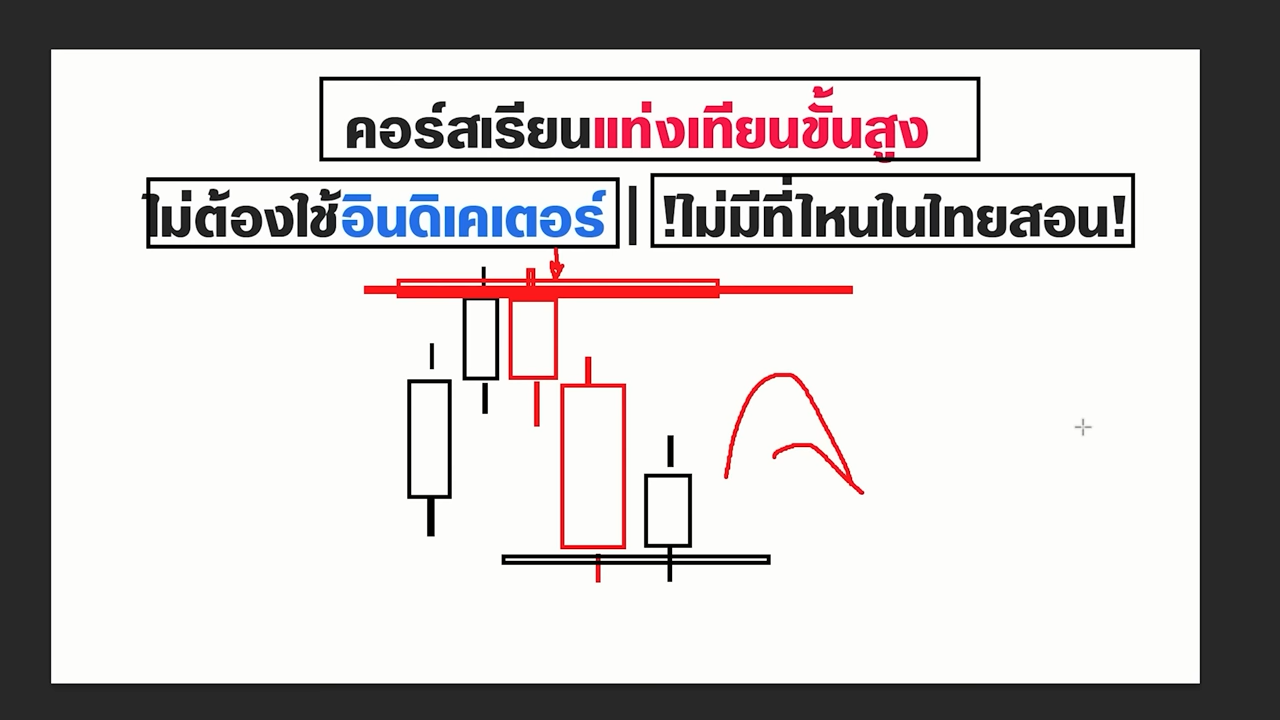 คอร์สเรียนแท่งเทียนขั้นสูง
ไม่ต้องใช้อินดิเคเตอร์ | !ไม่มีที่ไหนในไทยสอน!